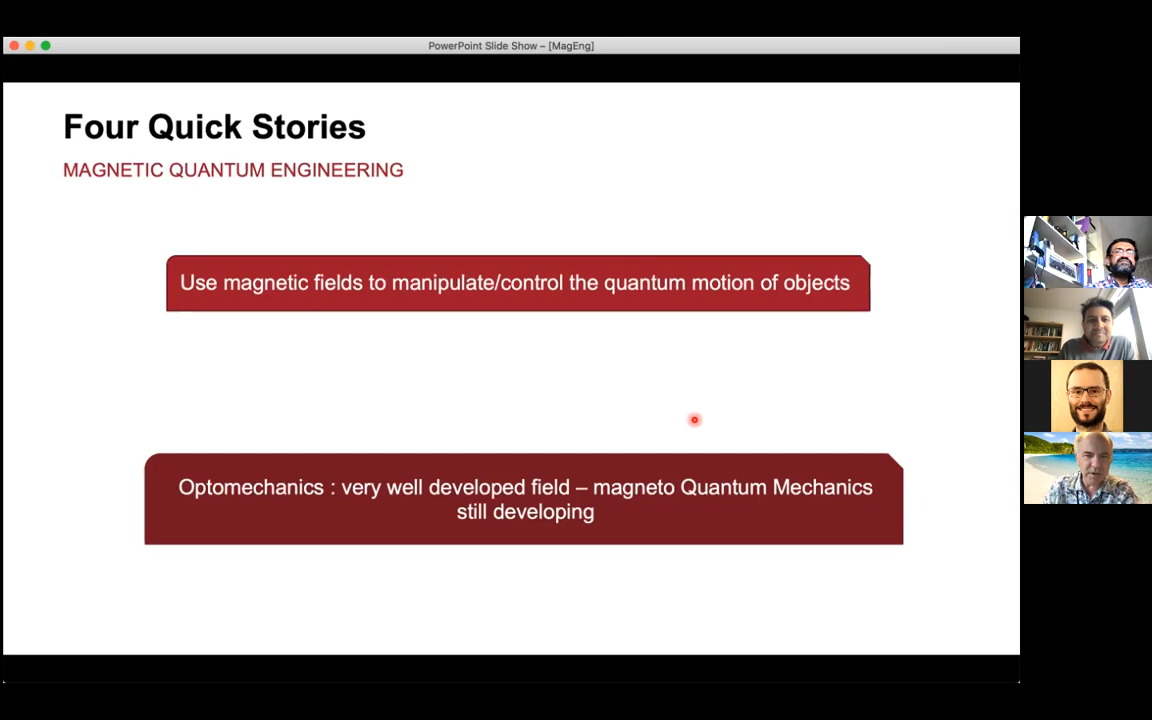 PowerPoint Slide Show – [MagEng]
Four Quick Stories
MAGNETIC QUANTUM ENGINEERING
Use magnetic fields to manipulate/control the quantum motion of objects
Optomechanics : very well developed field – magneto Quantum Mechanics
still developing